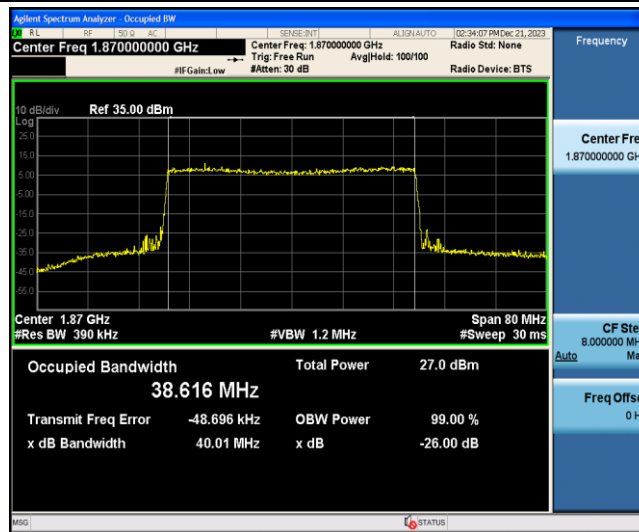 Agilent Spectrum Analyzer - Occupied BW
RL RF 50 Ω AC SENSE:INT ALIGN AUTO 02:34:07 PM Dec 21, 2023
Center Freq 1.870000000 GHz Center Freq: 1.870000000 GHz Radio Std: None Frequency
Trig: Free Run Avg|Hold: 100/100
#IFGain:Low #Atten: 30 dB Radio Device: BTS
10 dB/div Ref 35.00 dBm
Log
25.0
15.0
5.00
-5.00
-15.0
-25.0
-35.0
-45.0
-55.0
Center Fre
1.870000000 GH
Center 1.87 GHz Span 80 MHz
#Res BW 390 kHz #VBW 1.2 MHz #Sweep 30 ms
CF Ste
8.000000 MH
Auto Ma
Occupied Bandwidth Total Power 27.0 dBm
38.616 MHz
Transmit Freq Error -48.696 kHz OBW Power 99.00 %
x dB Bandwidth 40.01 MHz x dB -26.00 dB
Freq Offse
0 H
MSG STATUS